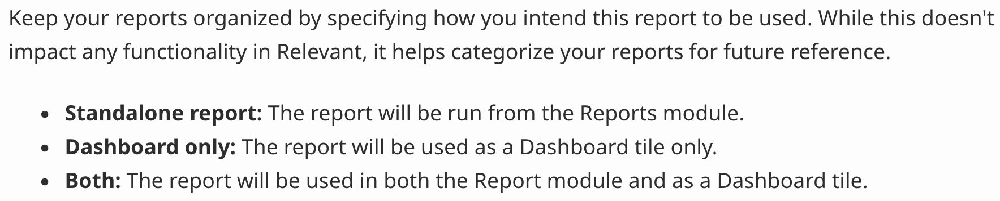 Keep your reports organized by specifying how you intend this report to be used. While this doesn't
impact any functionality in Relevant, it helps categorize your reports for future reference.
• Standalone report: The report will be run from the Reports module.
• Dashboard only: The report will be used as a Dashboard tile only.
• Both: The report will be used in both the Report module and as a Dashboard tile.